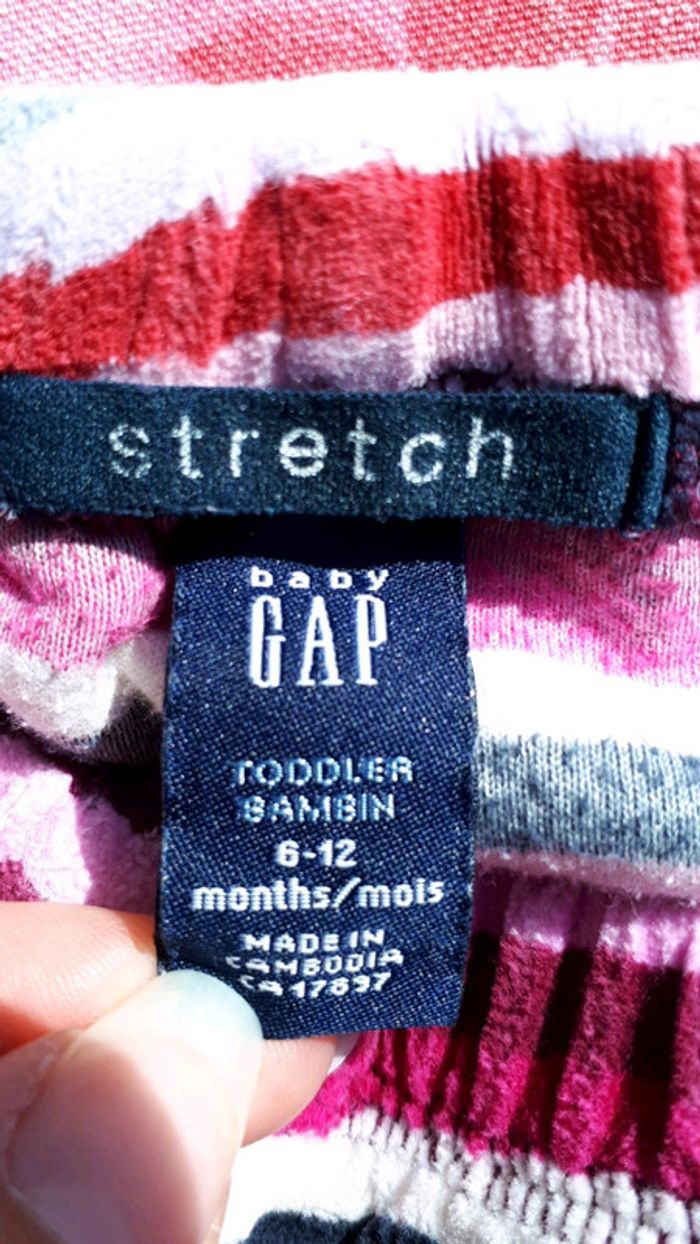 stretch
baby
GAP
TODDLER
BAMBIN
6-12
months/mois
MADE IN
CAMBODIA
CA 17897